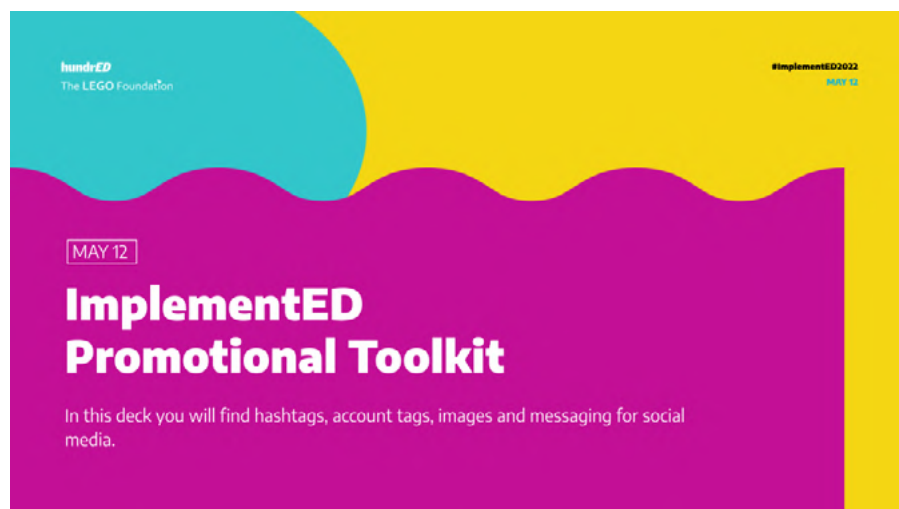 hundrED
The LEGO Foundation
#ImplementED2022
MAY 12
MAY 12
ImplementED
Promotional Toolkit
In this deck you will find hashtags, account tags, images and messaging for social
media.